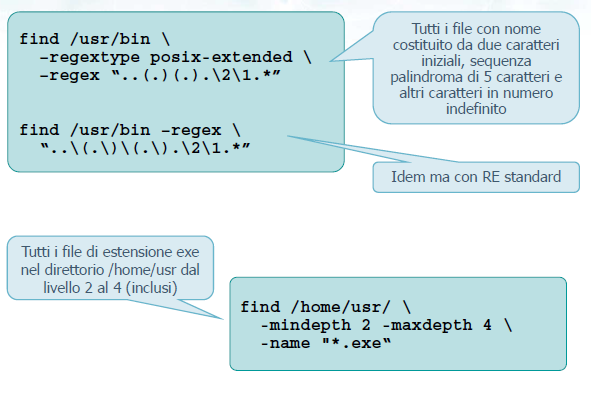 find /usr/bin \
-regextype posix-extended \
-regex “..(.)(.).\2\1.*”
Tutti i file con nome
costituito da due caratteri
iniziali, sequenza
palindroma di 5 caratteri e
altri caratteri in numero
indefinito
find /usr/bin –regex \
“..\(.\)\(.\).\2\1.*”
Idem ma con RE standard
Tutti i file di estensione exe
nel direttorio /home/usr dal
livello 2 al 4 (inclusi)
find /home/usr/ \
-mindepth 2 -maxdepth 4 \
-name "*.exe“